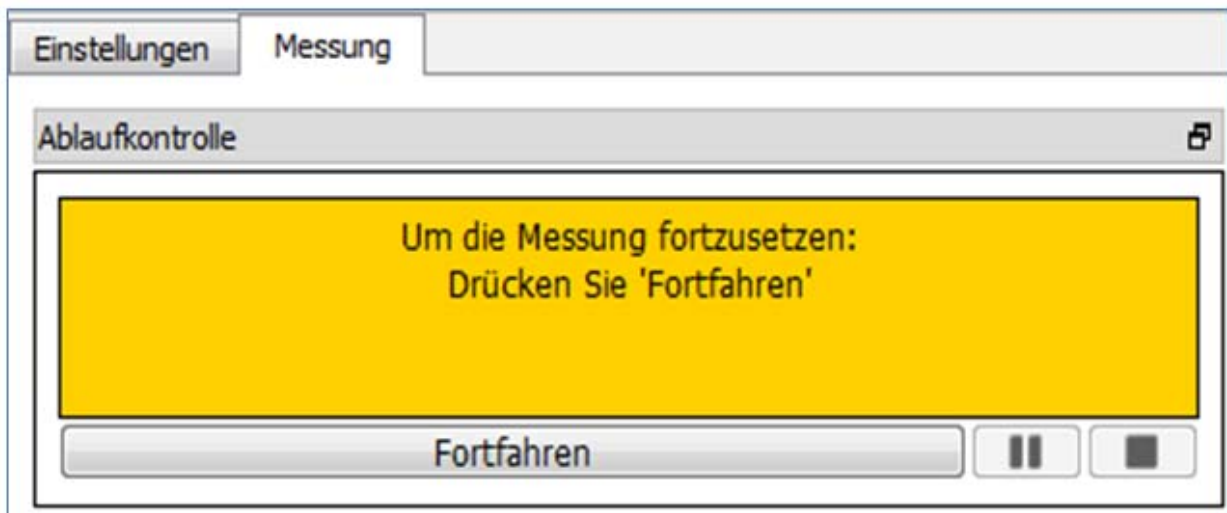 Einstellungen Messung
Ablaufkontrolle
Um die Messung fortzusetzen:
Drücken Sie 'Fortfahren'
Fortfahren